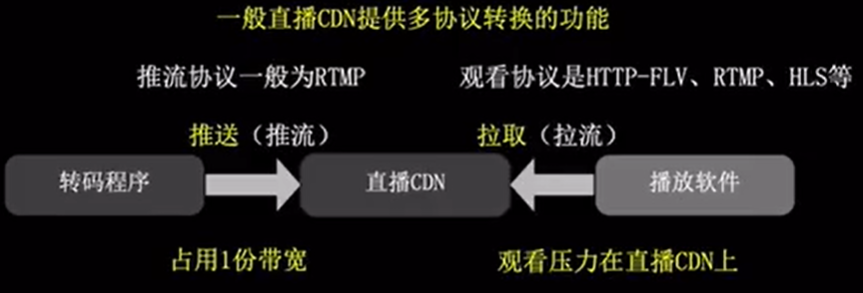 一般直播CDN提供多协议转换的功能
推流协议一般为RTMP
观看协议是HTTP-FLV、RTMP、HLS等
推送（推流）
拉取（拉流）
转码程序
直播CDN
播放软件
占用1份带宽
观看压力在直播CDN上